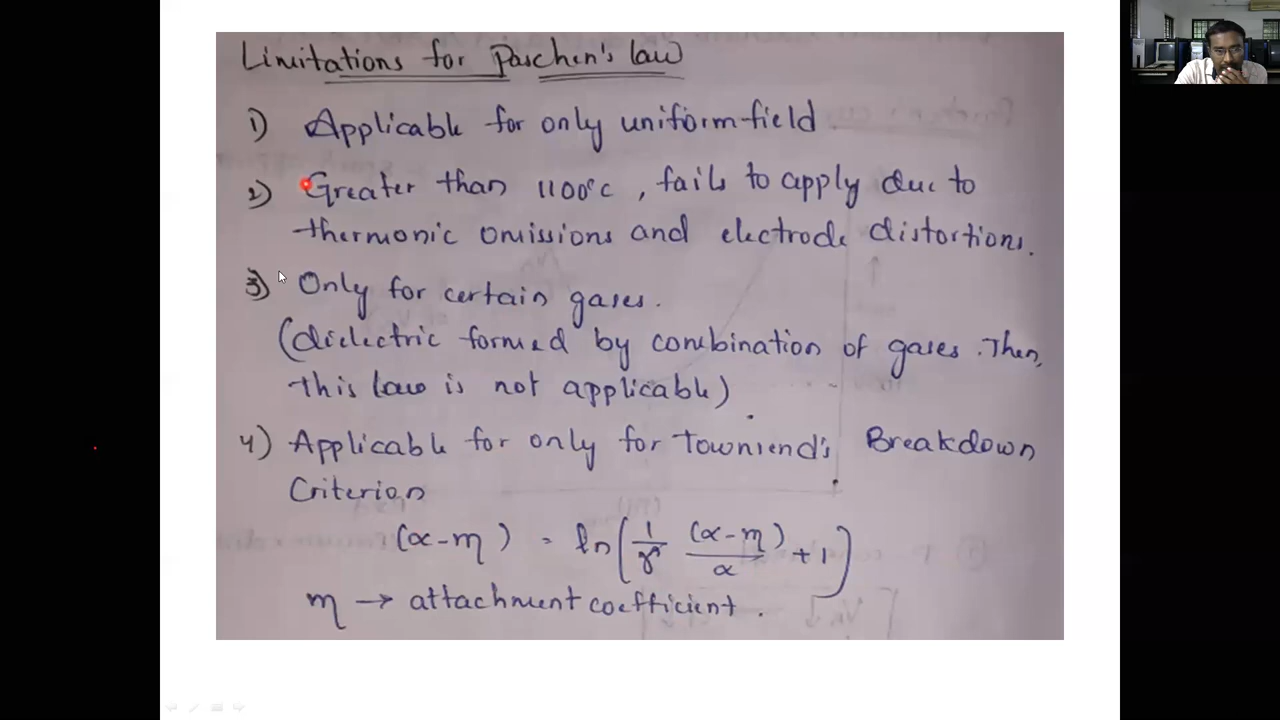 Limitations for Paschen's law
1) Applicable for only uniform field
2) Greater than 1100°C, fails to apply due to
thermonic omissions and electrode distortions.
3) Only for certain gases.
(dielectric formed by combination of gases. Then,
this law is not applicable)
4) Applicable for only for Townsend's Breakdown
Criterion
(α-η) = ln(1/γ (α-η)/α + 1)
η → attachment coefficient.